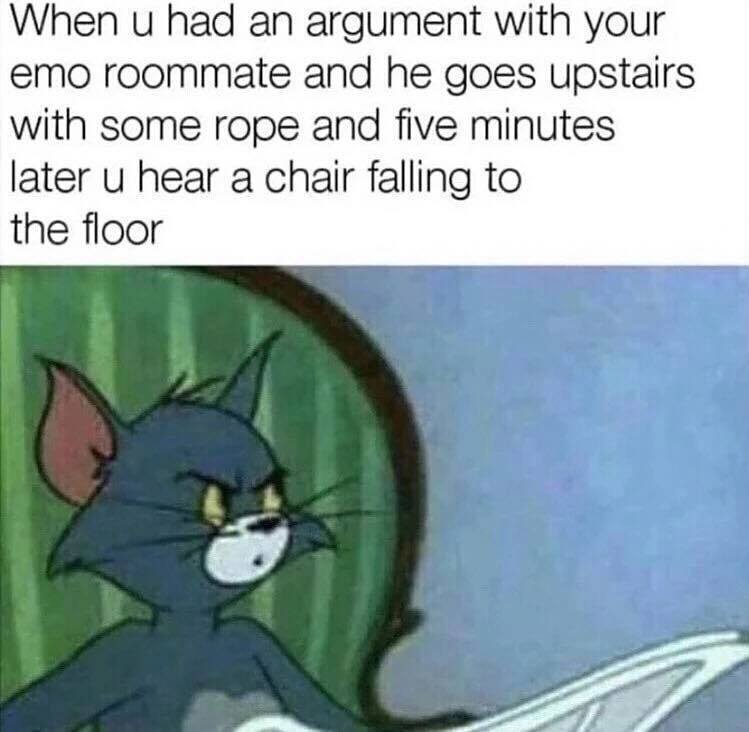 When u had an argument with your
emo roommate and he goes upstairs
with some rope and five minutes
later u hear a chair falling to
the floor